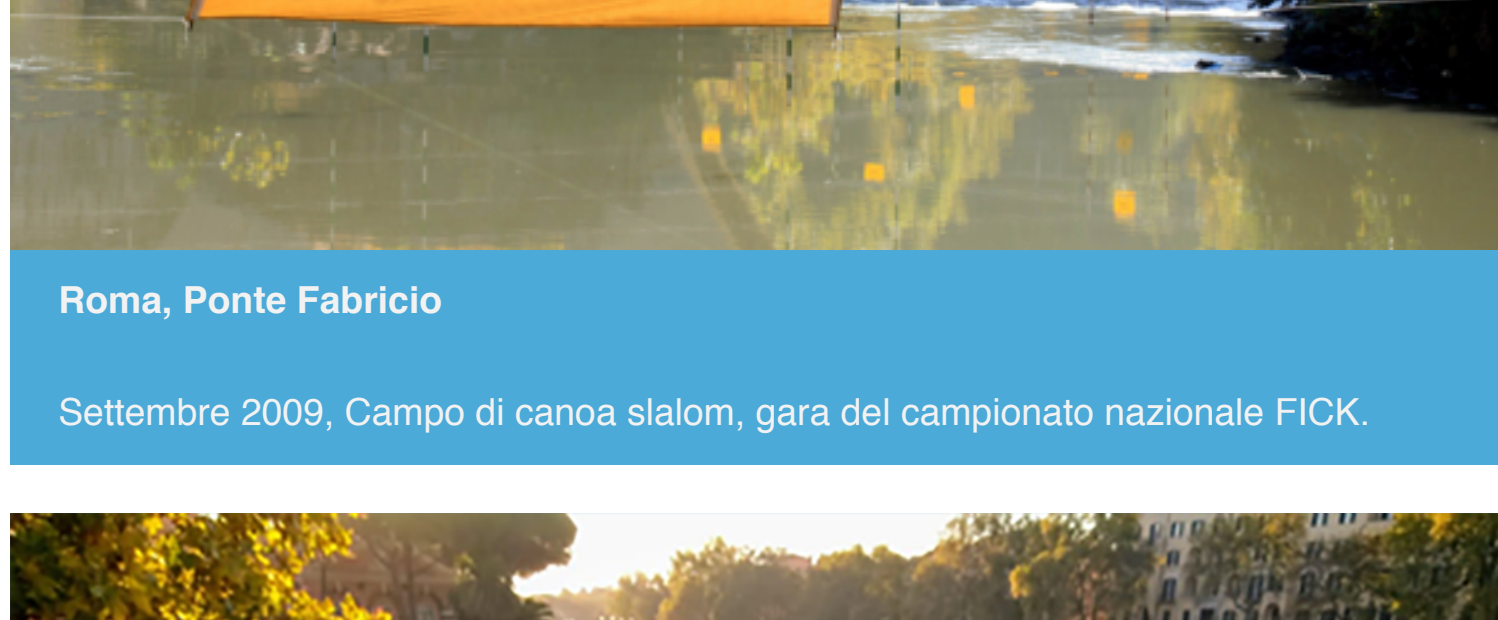 Roma, Ponte Fabricio
Settembre 2009, Campo di canoa slalom, gara del campionato nazionale FICK.